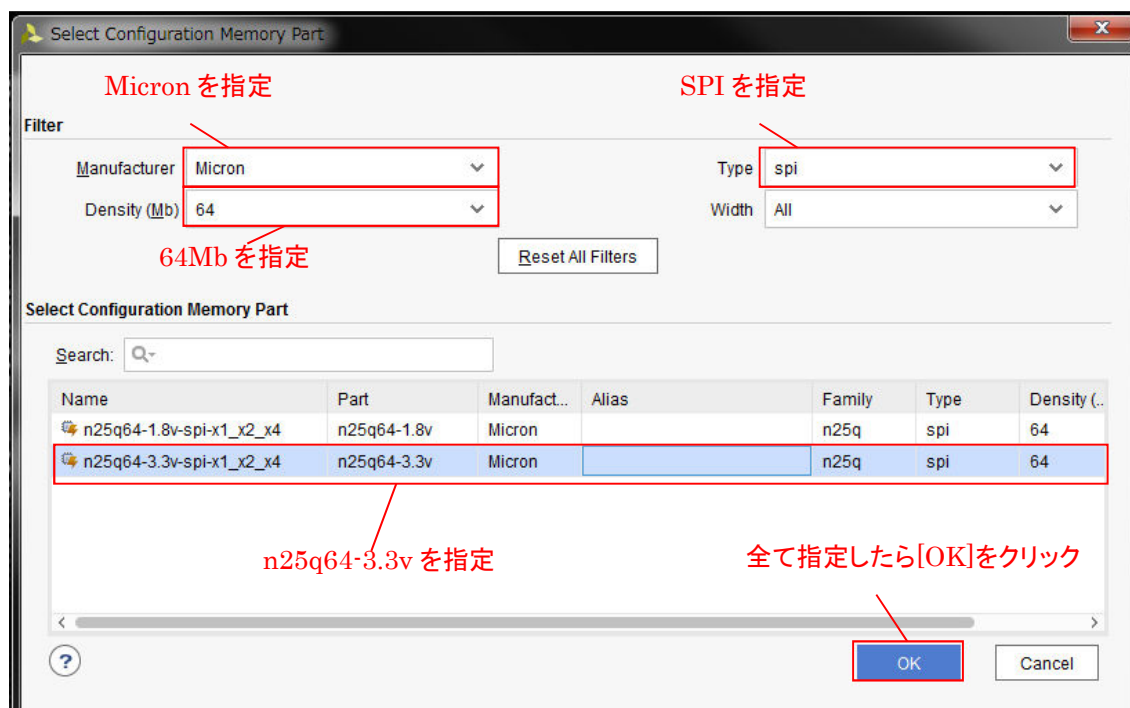 Select Configuration Memory Part
Micron を指定
SPI を指定
Filter
Manufacturer Micron Type spi
Density (Mb) 64 Width All
64Mb を指定
Reset All Filters
Select Configuration Memory Part
Search:
Name Part Manufact... Alias Family Type Density (..
n25q64-1.8v-spi-x1_x2_x4 n25q64-1.8v Micron n25q spi 64
n25q64-3.3v-spi-x1_x2_x4 n25q64-3.3v Micron n25q spi 64
n25q64-3.3v を指定
全て指定したら[OK]をクリック
? OK Cancel